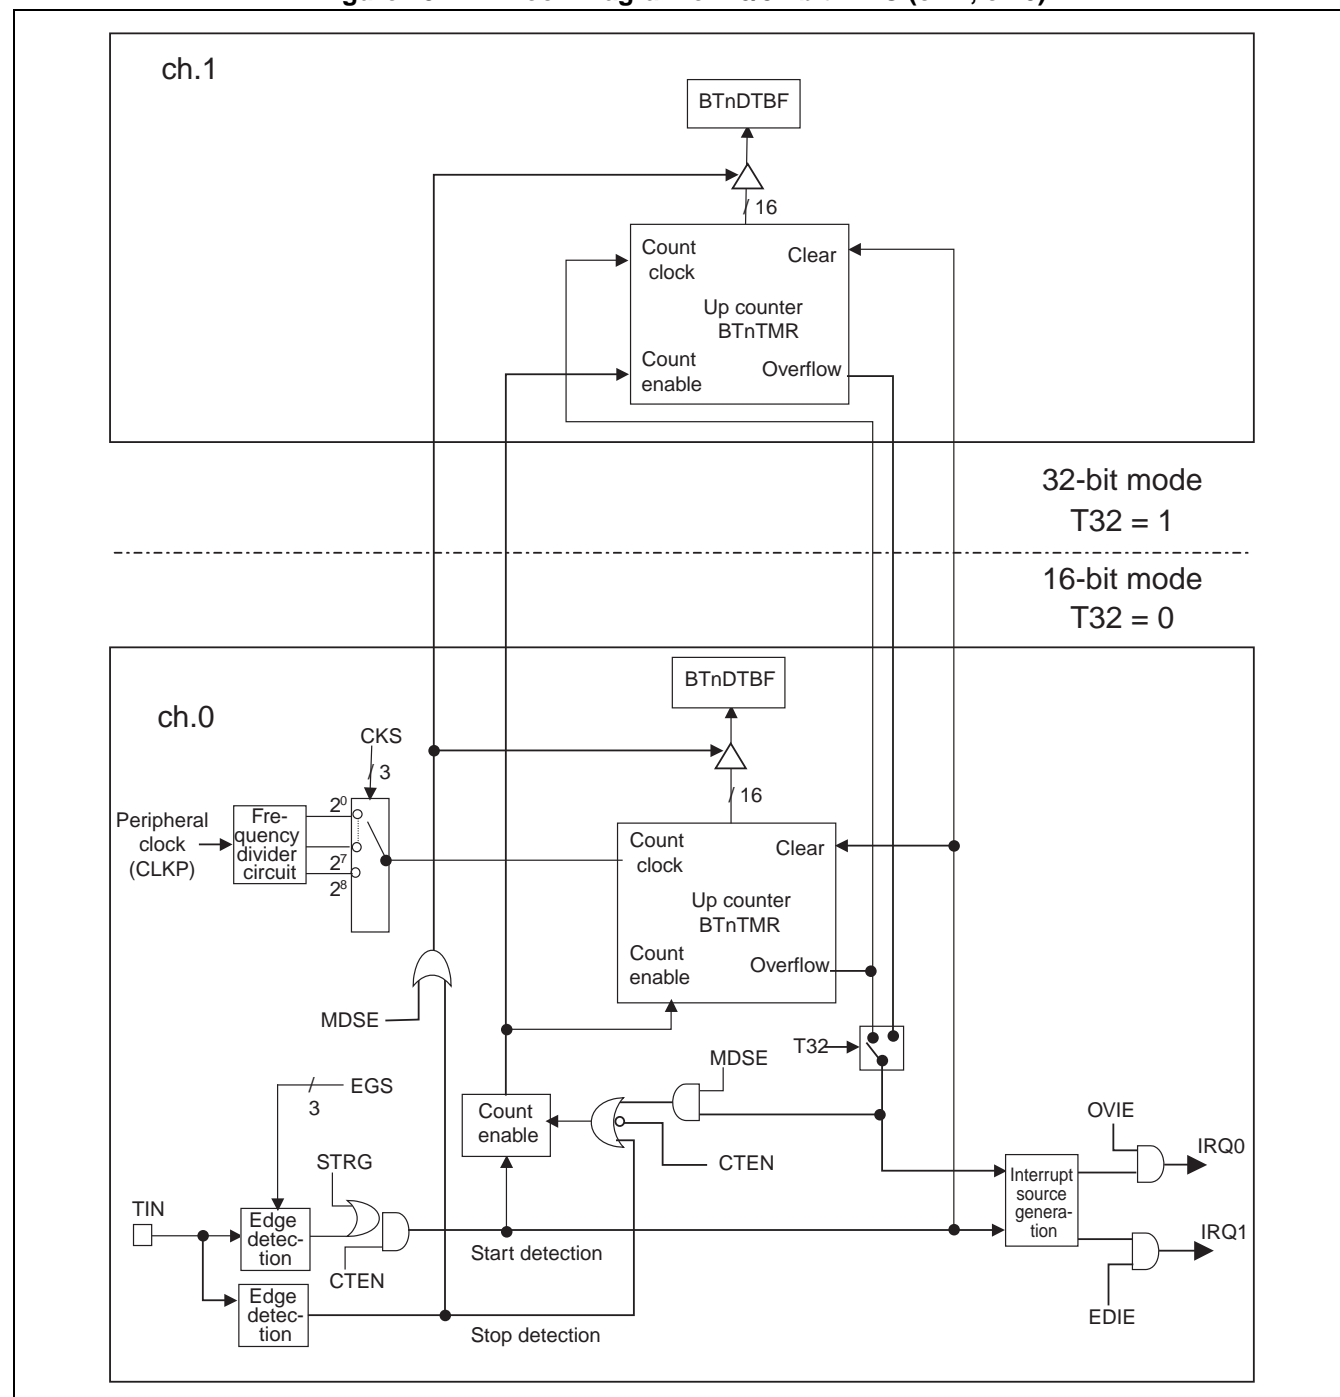 ch.1
BTnDTBF
16
Count
clock
Clear
Up counter
BTnTMR
Count
enable
Overflow
32-bit mode
T32 = 1
16-bit mode
T32 = 0
ch.0
BTnDTBF
CKS
3
16
Peripheral
clock
(CLKP)
Fre-
quency
divider
circuit
2⁰
2⁷
2⁸
Count
clock
Clear
Up counter
BTnTMR
Count
enable
Overflow
MDSE
T32
MDSE
EGS
3
Count
enable
CTEN
OVIE
IRQ0
STRG
TIN
Edge
detec-
tion
CTEN
Start detection
Interrupt
source
genera-
tion
IRQ1
EDIE
Edge
detec-
tion
Stop detection